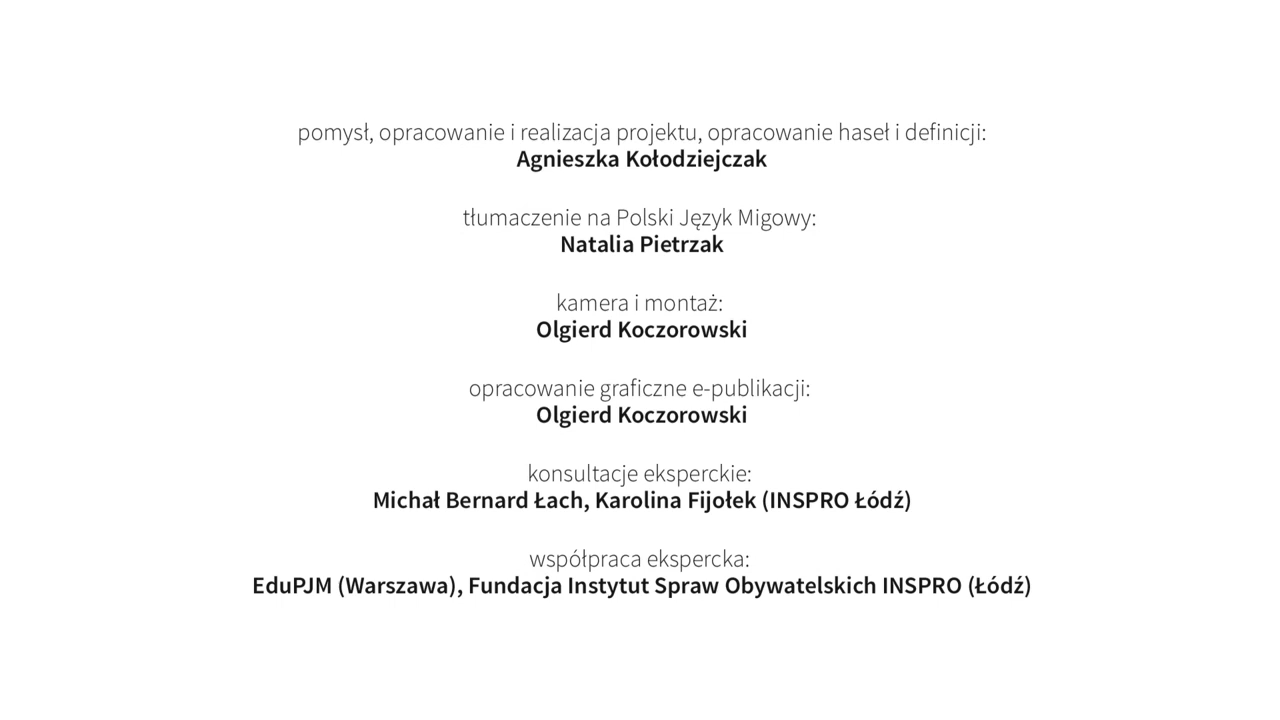 pomysł, opracowanie i realizacja projektu, opracowanie haseł i definicji:
Agnieszka Kołodziejczak
tłumaczenie na Polski Język Migowy:
Natalia Pietrzak
kamera i montaż:
Olgierd Koczorowski
opracowanie graficzne e-publikacji:
Olgierd Koczorowski
konsultacje eksperckie:
Michał Bernard Łach, Karolina Fijołek (INSPRO Łódź)
współpraca ekspercka:
EduPJM (Warszawa), Fundacja Instytut Spraw Obywatelskich INSPRO (Łódź)